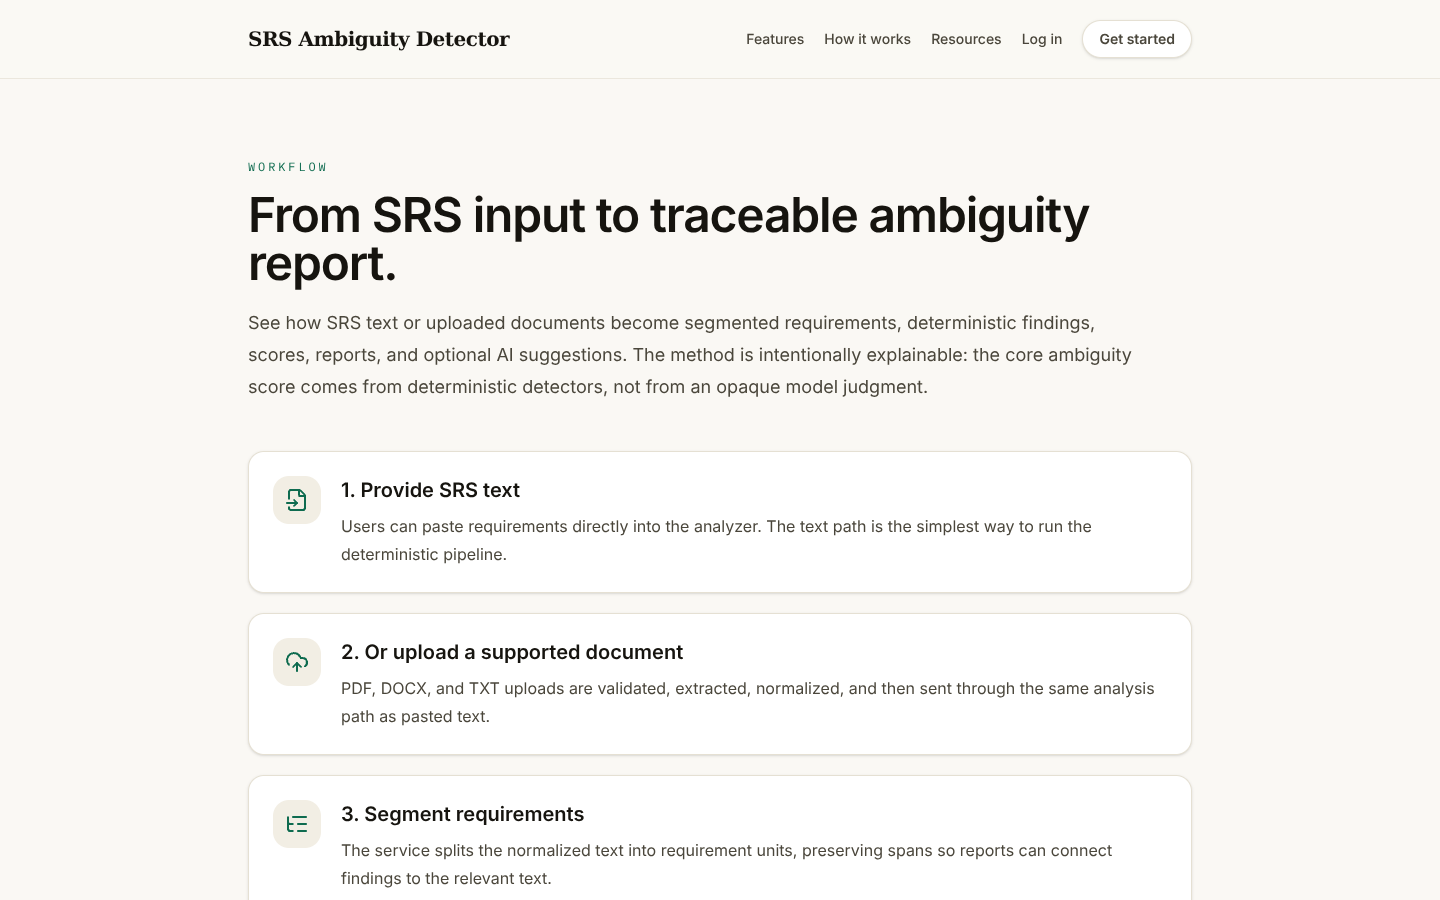 SRS Ambiguity Detector
Features
How it works
Resources
Log in
Get started
WORKFLOW
From SRS input to traceable ambiguity
report.
See how SRS text or uploaded documents become segmented requirements, deterministic findings,
scores, reports, and optional AI suggestions. The method is intentionally explainable: the core ambiguity
score comes from deterministic detectors, not from an opaque model judgment.
1. Provide SRS text
Users can paste requirements directly into the analyzer. The text path is the simplest way to run the
deterministic pipeline.
2. Or upload a supported document
PDF, DOCX, and TXT uploads are validated, extracted, normalized, and then sent through the same analysis
path as pasted text.
3. Segment requirements
The service splits the normalized text into requirement units, preserving spans so reports can connect
findings to the relevant text.